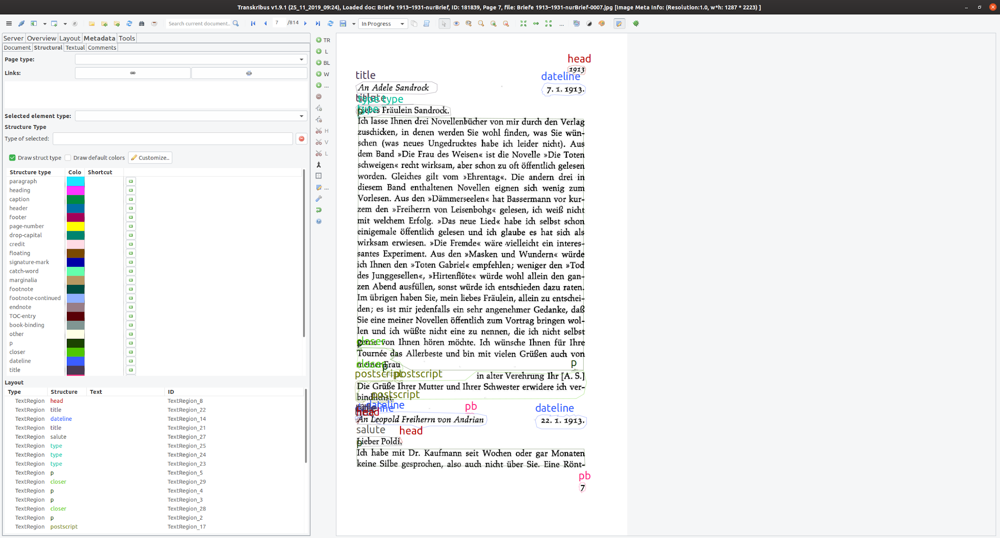 Transkribus v1.9.1 (25_11_2019_09:24), Loaded doc: Briefe 1913–1931-nurBrief, ID: 181839, Page 7, file: Briefe 1913–1931-nurBrief-0007.jpg [Image Meta Info: (Resolution:1.0, w*h: 1287 * 2223) ]
Search current document.. 7 /814 In Progress ...
Server Overview Layout Metadata Tools
Document Structural Textual Comments
Page type:
Links:
Selected element type:
Structure Type
Type of selected:
Draw struct type Draw default colors Customize..
Structure type Colo Shortcut
paragraph
heading
caption
header
footer
page-number
drop-capital
credit
floating
signature-mark
catch-word
marginalia
footnote
footnote-continued
endnote
TOC-entry
book-binding
other
p
closer
dateline
title
Layout
Type Structure Text ID
TextRegion head TextRegion_8
TextRegion title TextRegion_22
TextRegion dateline TextRegion_14
TextRegion title TextRegion_21
TextRegion salute TextRegion_27
TextRegion type TextRegion_25
TextRegion type TextRegion_24
TextRegion type TextRegion_23
TextRegion p TextRegion_5
TextRegion closer TextRegion_29
TextRegion p TextRegion_4
TextRegion p TextRegion_3
TextRegion closer TextRegion_28
TextRegion p TextRegion_2
TextRegion postscript TextRegion_17
TR
L
BL
W
...
H
V
L
...
head
1913
title dateline
An Adele Sandrock 7. 1. 1913.
type type
type
p
Liebes Fräulein Sandrock.
Ich lasse Ihnen drei Novellenbücher von mir durch den Verlag
zuschicken, in denen werden Sie wohl finden, was Sie wün-
schen (was neues Ungedrucktes habe ich leider nicht). Aus
dem Band »Die Frau des Weisen« ist die Novelle »Die Toten
schweigen« recht wirksam, aber schon zu oft öffentlich gelesen
worden. Gleiches gilt vom »Ehrentag«. Die andern drei in
diesem Band enthaltenen Novellen eignen sich wenig zum
Vorlesen. Aus den »Dämmerseelen« hat Bassermann vor kur-
zem den »Freiherrn von Leisenbohg« gelesen, ich weiß nicht
mit welchem Erfolg. »Das neue Lied« habe ich selbst schon
einigemale öffentlich gelesen und ich glaube es hat sich als
wirksam erwiesen. »Die Fremde« wäre vielleicht ein interes-
santes Experiment. Aus den »Masken und Wundern« würde
ich Ihnen den »Toten Gabriel« empfehlen; weniger den »Tod
des Junggesellen«, »Hirtenflöte« würde wohl allein den gan-
zen Abend ausfüllen, sonst würde ich entschieden dazu raten.
Im übrigen haben Sie, mein liebes Fräulein, allein zu entschei-
den; es ist mir jedenfalls ein sehr angenehmer Gedanke, daß
Sie eine meiner Novellen öffentlich zum Vortrag bringen wol-
len und ich wüßte nicht eine zu nennen, die ich nicht selbst
closer
gerne von Ihnen hören möchte. Ich wünsche Ihnen für Ihre
Tournée das Allerbeste und bin mit vielen Grüßen auch von
closer p p
meiner Frau
postscript postscript
in alter Verehrung Ihr [A. S.]
Die Grüße Ihrer Mutter und Ihrer Schwester erwidere ich ver-
postscript
bindlichst.
title dateline pb dateline
head
An Leopold Freiherrn von Andrian 22. 1. 1913.
salute head
p
Lieber Poldi.
Ich habe mit Dr. Kaufmann seit Wochen oder gar Monaten
keine Silbe gesprochen, also auch nicht über Sie. Eine Rönt-
pb
7